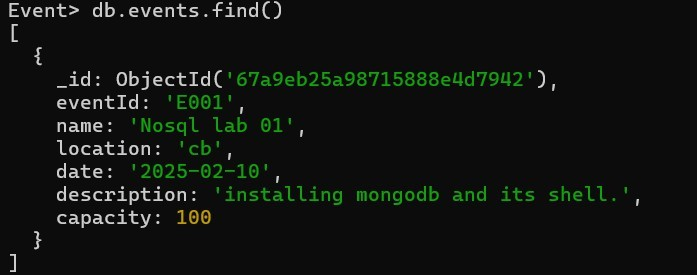 Event> db.events.find()
[
  {
    _id: ObjectId('67a9eb25a98715888e4d7942'),
    eventId: 'E001',
    name: 'Nosql lab 01',
    location: 'cb',
    date: '2025-02-10',
    description: 'installing mongodb and its shell.',
    capacity: 100
  }
]